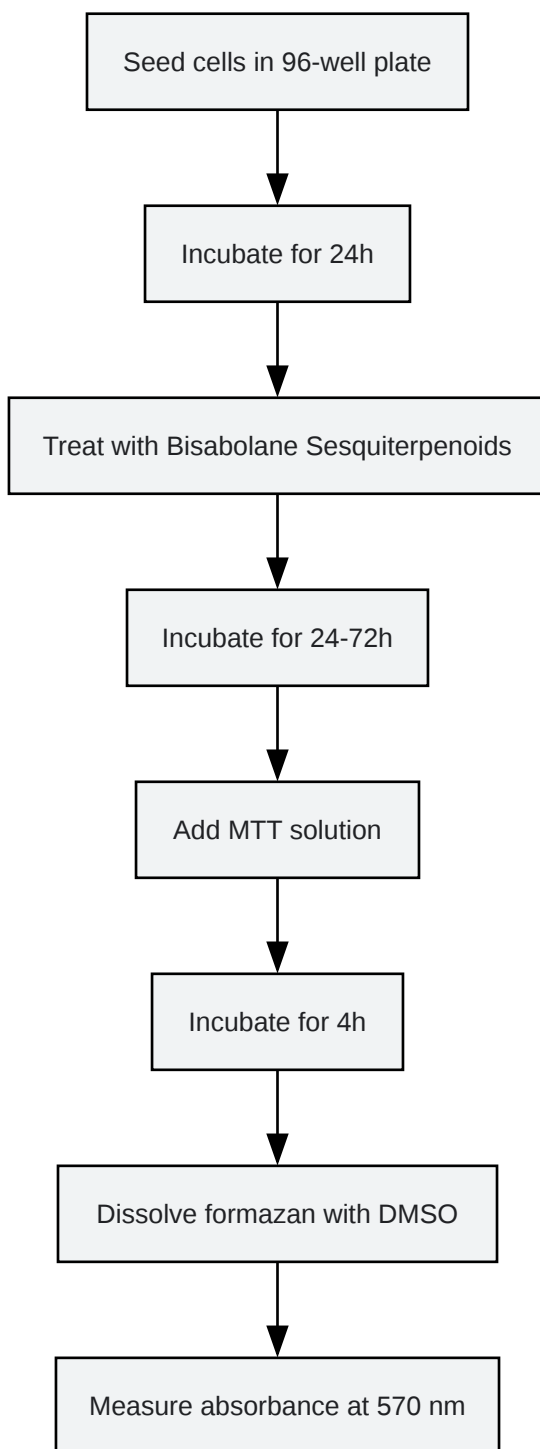 Seed cells in 96-well plate
Incubate for 24h
Treat with Bisabolane Sesquiterpenoids
Incubate for 24-72h
Add MTT solution
Incubate for 4h
Dissolve formazan with DMSO
Measure absorbance at 570 nm